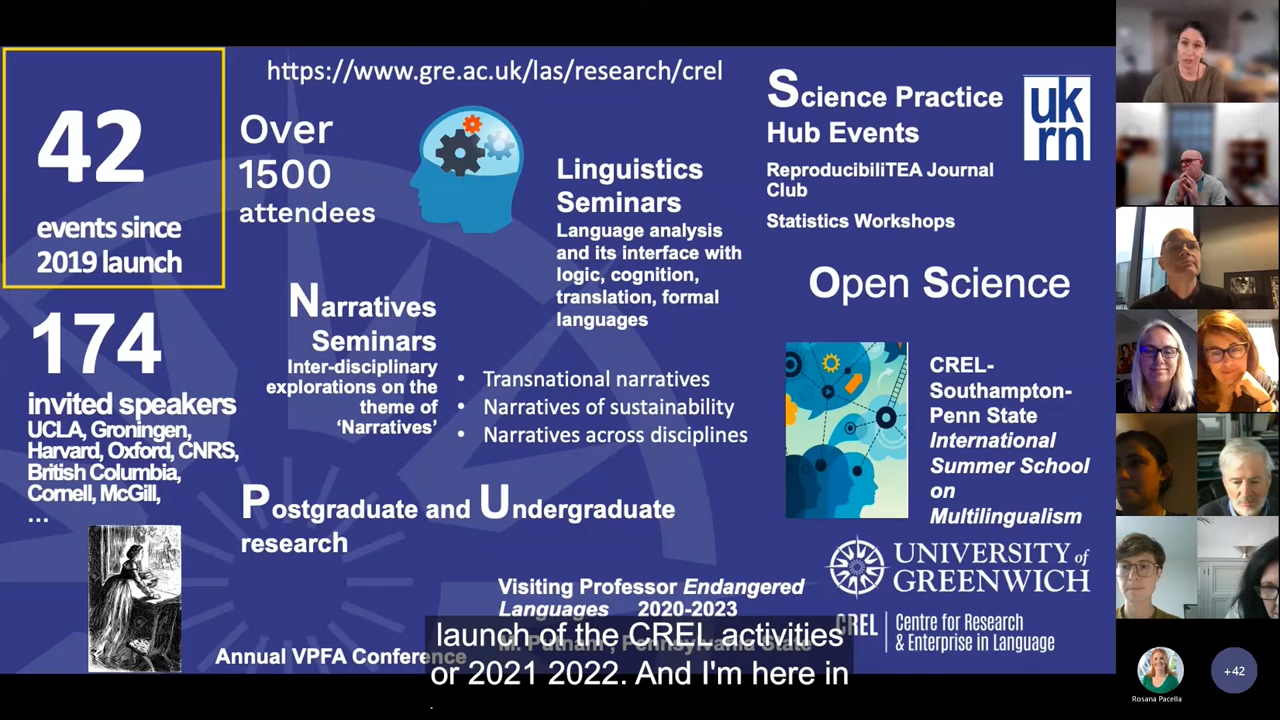 https://www.gre.ac.uk/las/research/crel
42
events since
2019 launch
Over
1500
attendees
174
invited speakers
UCLA, Groningen,
Harvard, Oxford, CNRS,
British Columbia,
Cornell, McGill,
...
Narratives
Seminars
Inter-disciplinary
explorations on the
theme of
‘Narratives’
• Transnational narratives
• Narratives of sustainability
• Narratives across disciplines
Linguistics
Seminars
Language analysis
and its interface with
logic, cognition,
translation, formal
languages
Science Practice
Hub Events
ReproducibiliTEA Journal
Club
Statistics Workshops
uk
rn
Open Science
CREL-
Southampton-
Penn State
International
Summer School
on
Multilingualism
Postgraduate and Undergraduate
research
Visiting Professor Endangered
Languages 2020-2023
M. Putnam, Pennsylvania State
Annual VPFA Conference
UNIVERSITY of
GREENWICH
CREL Centre for Research
& Enterprise in Language
launch of the CREL activities
or 2021 2022. And I'm here in
.
Rosana Pacella
+42